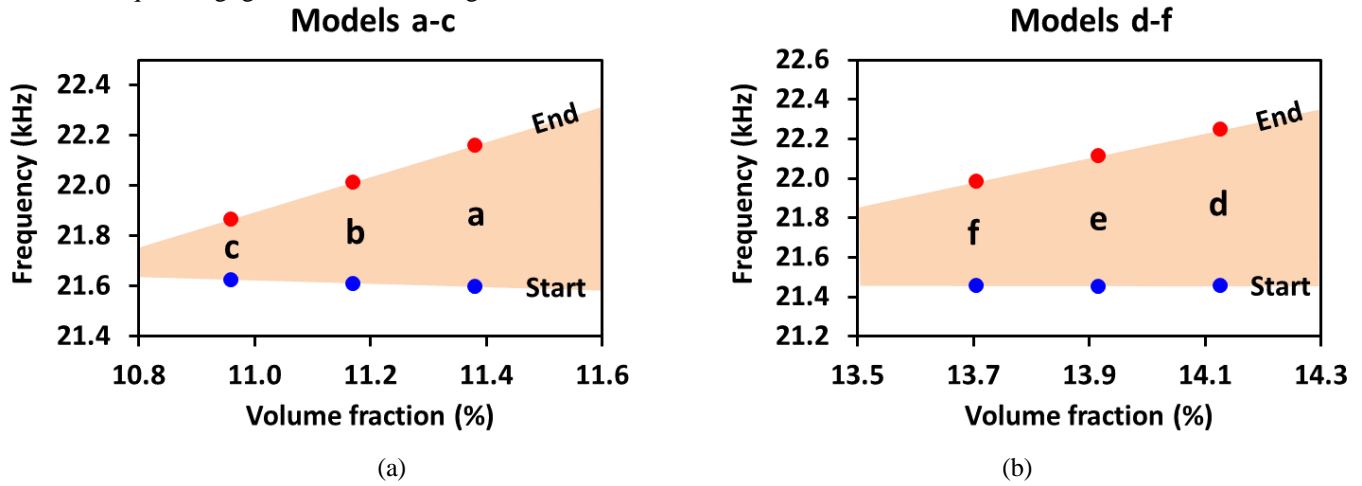 Models a-c
Frequency (kHz)
22.4
22.2
22.0
21.8
21.6
21.4
End
a
b
c
Start
10.8 11.0 11.2 11.4 11.6
Volume fraction (%)
(a)
Models d-f
Frequency (kHz)
22.6
22.4
22.2
22.0
21.8
21.6
21.4
21.2
End
d
e
f
Start
13.5 13.7 13.9 14.1 14.3
Volume fraction (%)
(b)